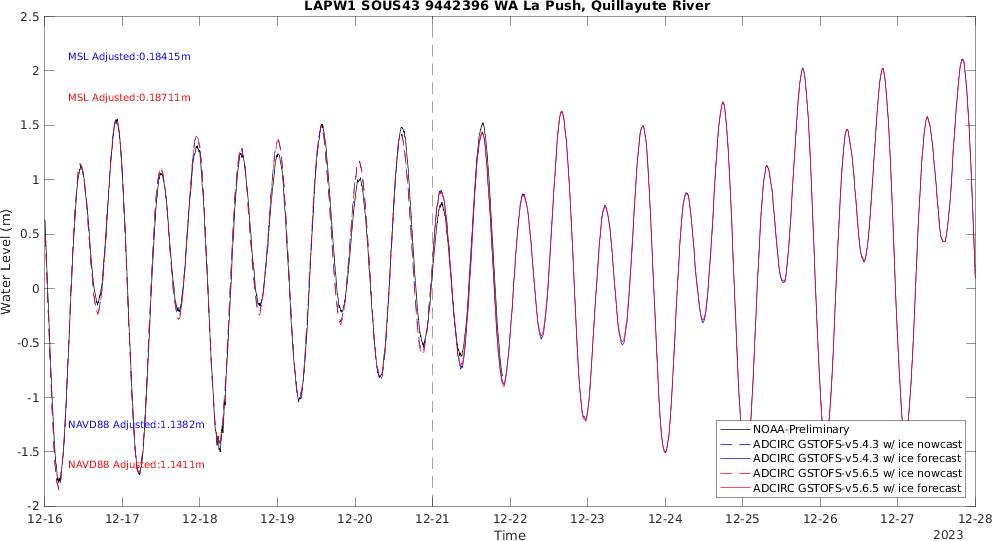 LAPW1 SOUS43 9442396 WA La Push, Quillayute River
2.5
2
1.5
1
0.5
0
-0.5
-1
-1.5
-2
Water Level (m)
MSL Adjusted:0.18415m
MSL Adjusted:0.18711m
NAVD88 Adjusted:1.1382m
NAVD88 Adjusted:1.1411m
NOAA-Preliminary
ADCIRC GSTOFS-v5.4.3 w/ ice nowcast
ADCIRC GSTOFS-v5.4.3 w/ ice forecast
ADCIRC GSTOFS-v5.6.5 w/ ice nowcast
ADCIRC GSTOFS-v5.6.5 w/ ice forecast
12-16 12-17 12-18 12-19 12-20 12-21 12-22 12-23 12-24 12-25 12-26 12-27 12-28
Time
2023